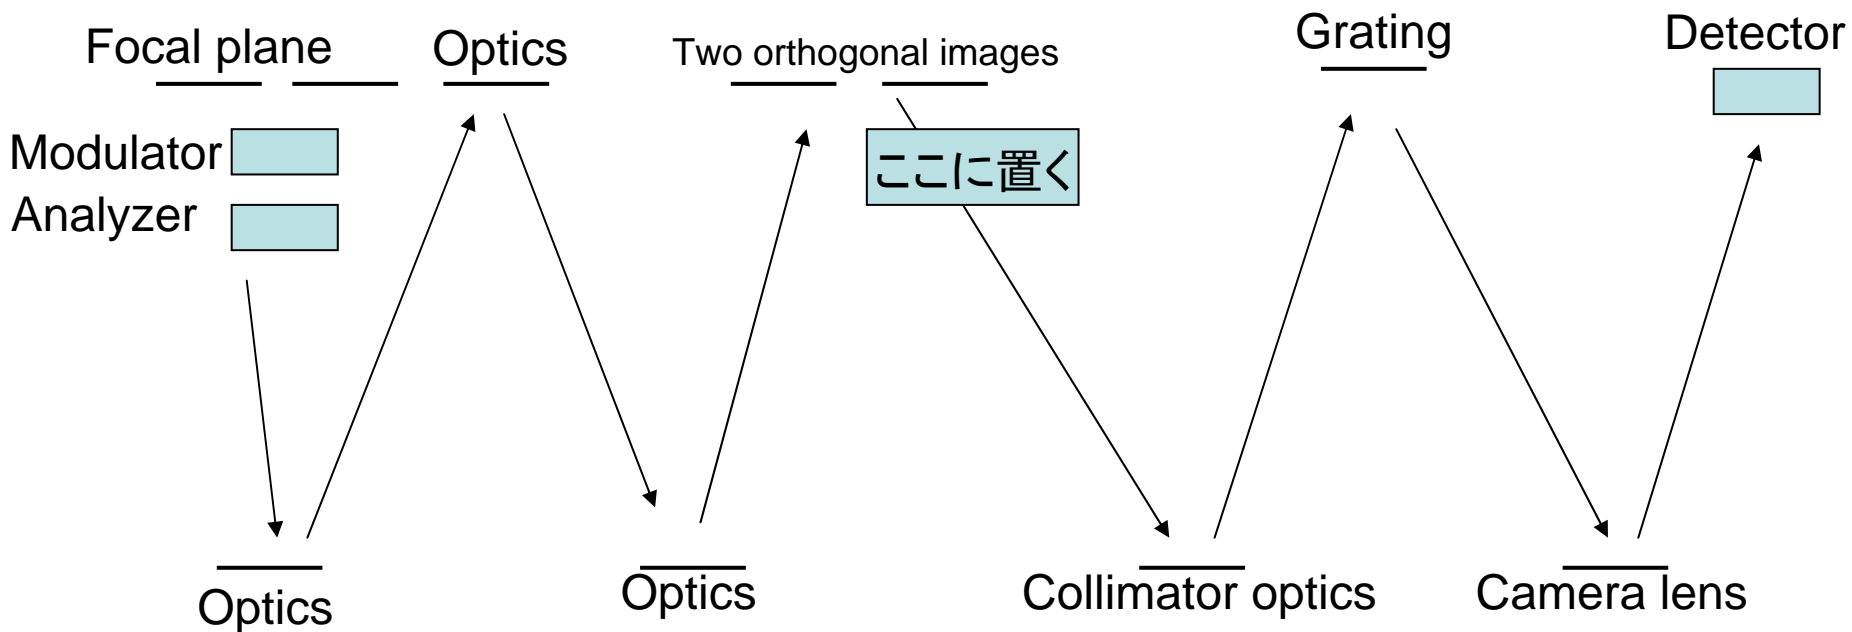 Focal plane
Optics
Two orthogonal images
Grating
Detector
Modulator
ここに置く
Analyzer
Optics
Optics
Collimator optics
Camera lens